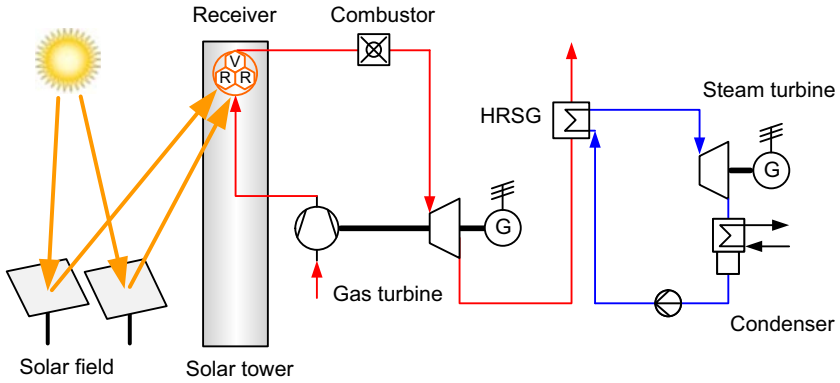 Receiver
Combustor
V
R R
HRSG
Steam turbine
G
G
Gas turbine
Condenser
Solar field
Solar tower